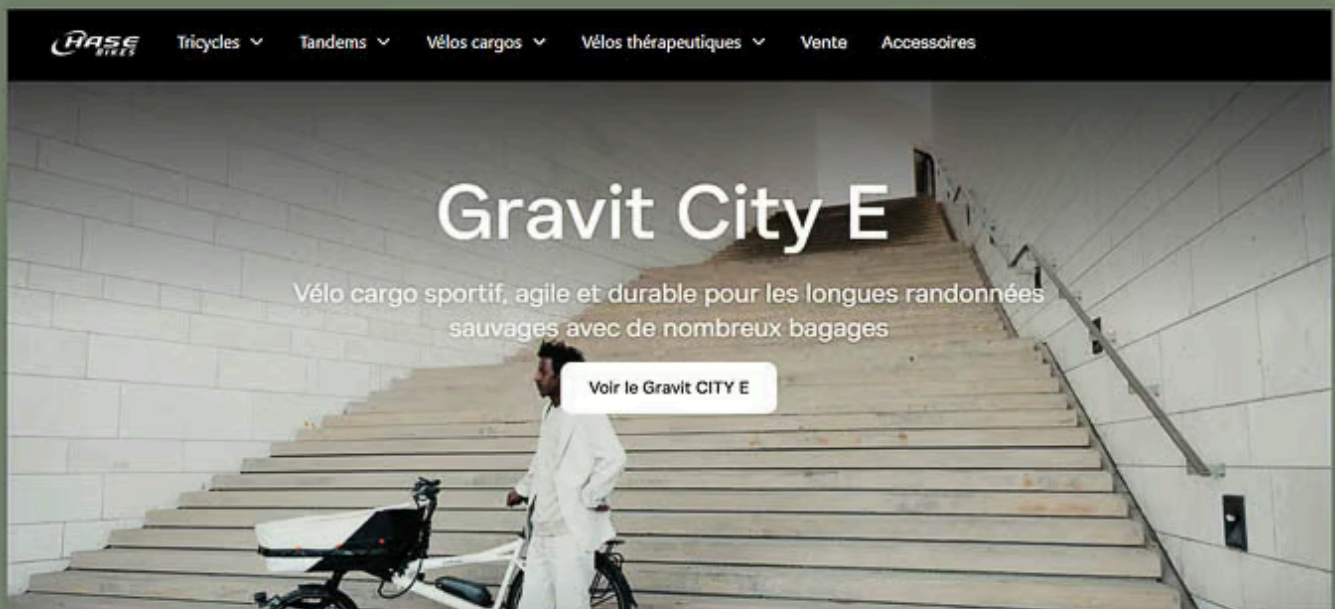 HASE BIKES
Tricycles
Tandems
Vélos cargos
Vélos thérapeutiques
Vente
Accessoires
Gravit City E
Vélo cargo sportif, agile et durable pour les longues randonnées
sauvages avec de nombreux bagages
Voir le Gravit CITY E